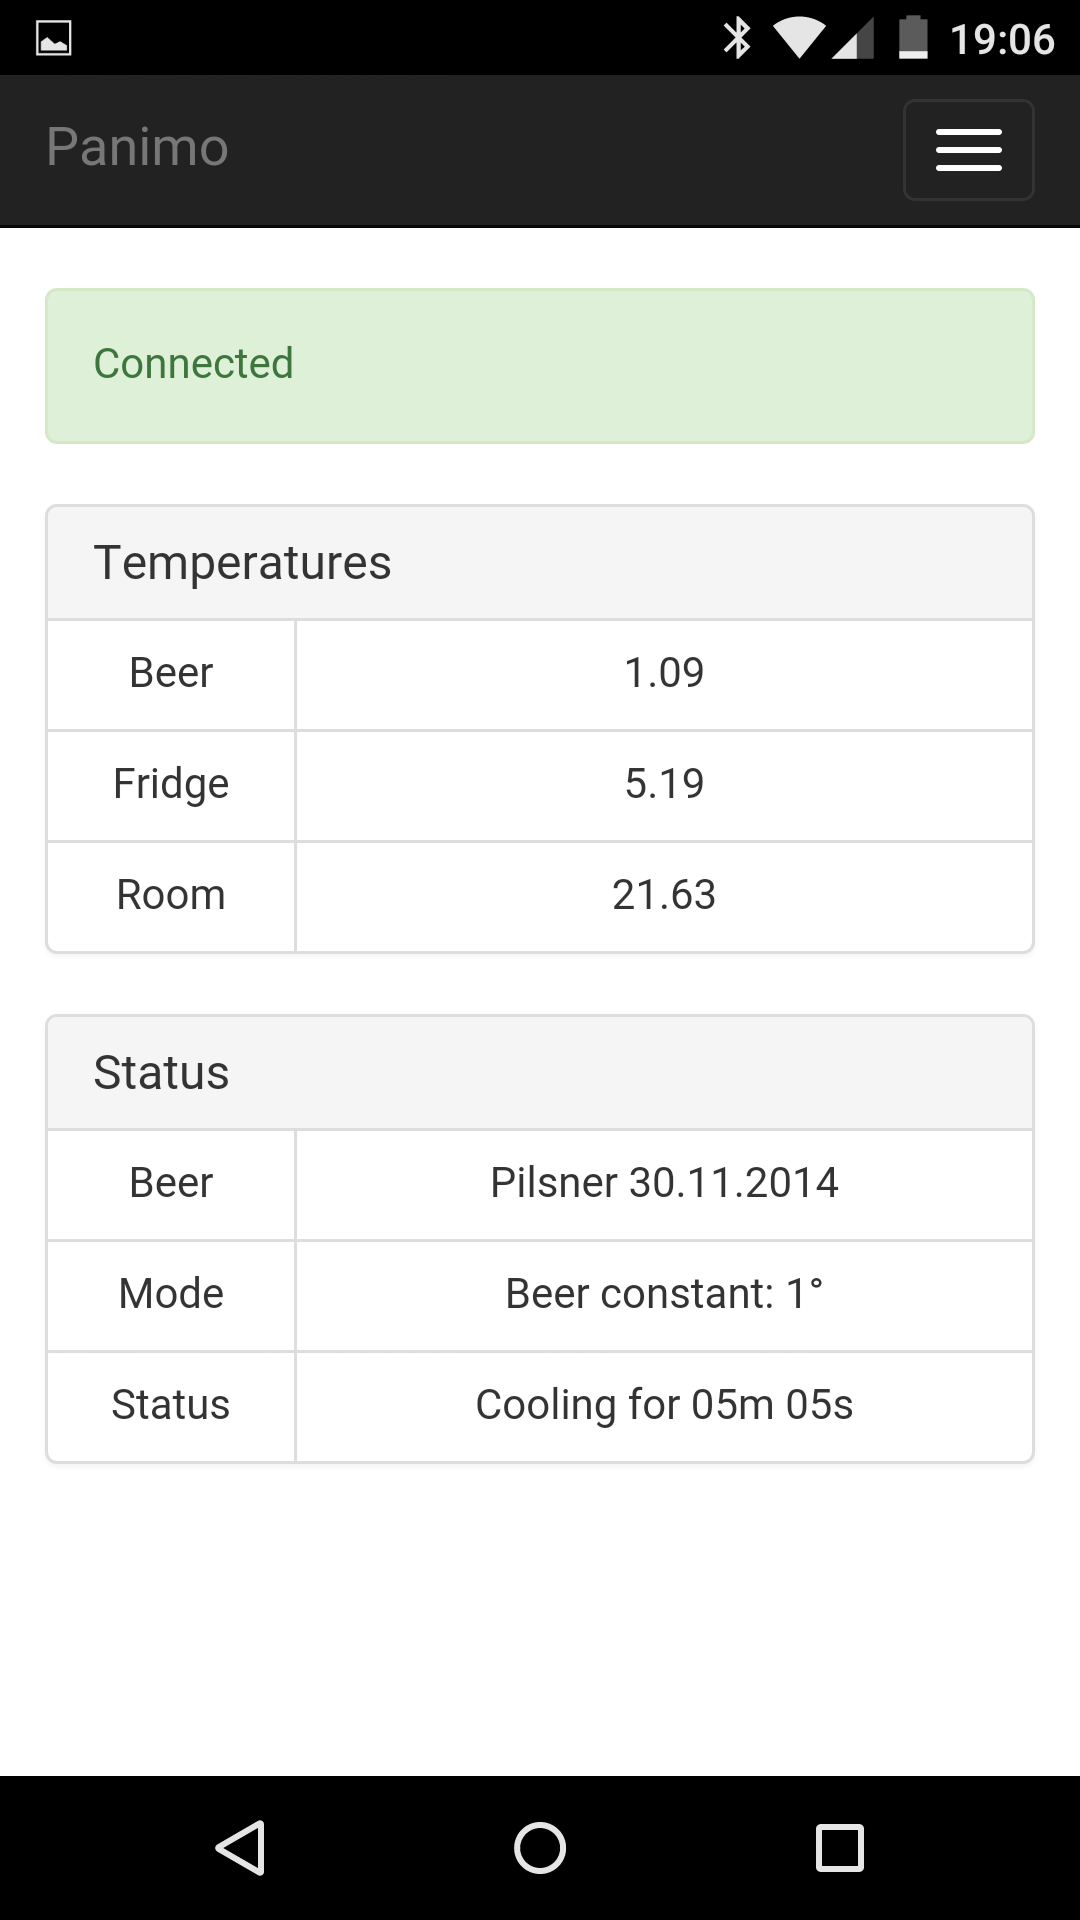 19:06
Panimo
Connected
Temperatures
Beer 1.09
Fridge 5.19
Room 21.63
Status
Beer Pilsner 30.11.2014
Mode Beer constant: 1°
Status Cooling for 05m 05s